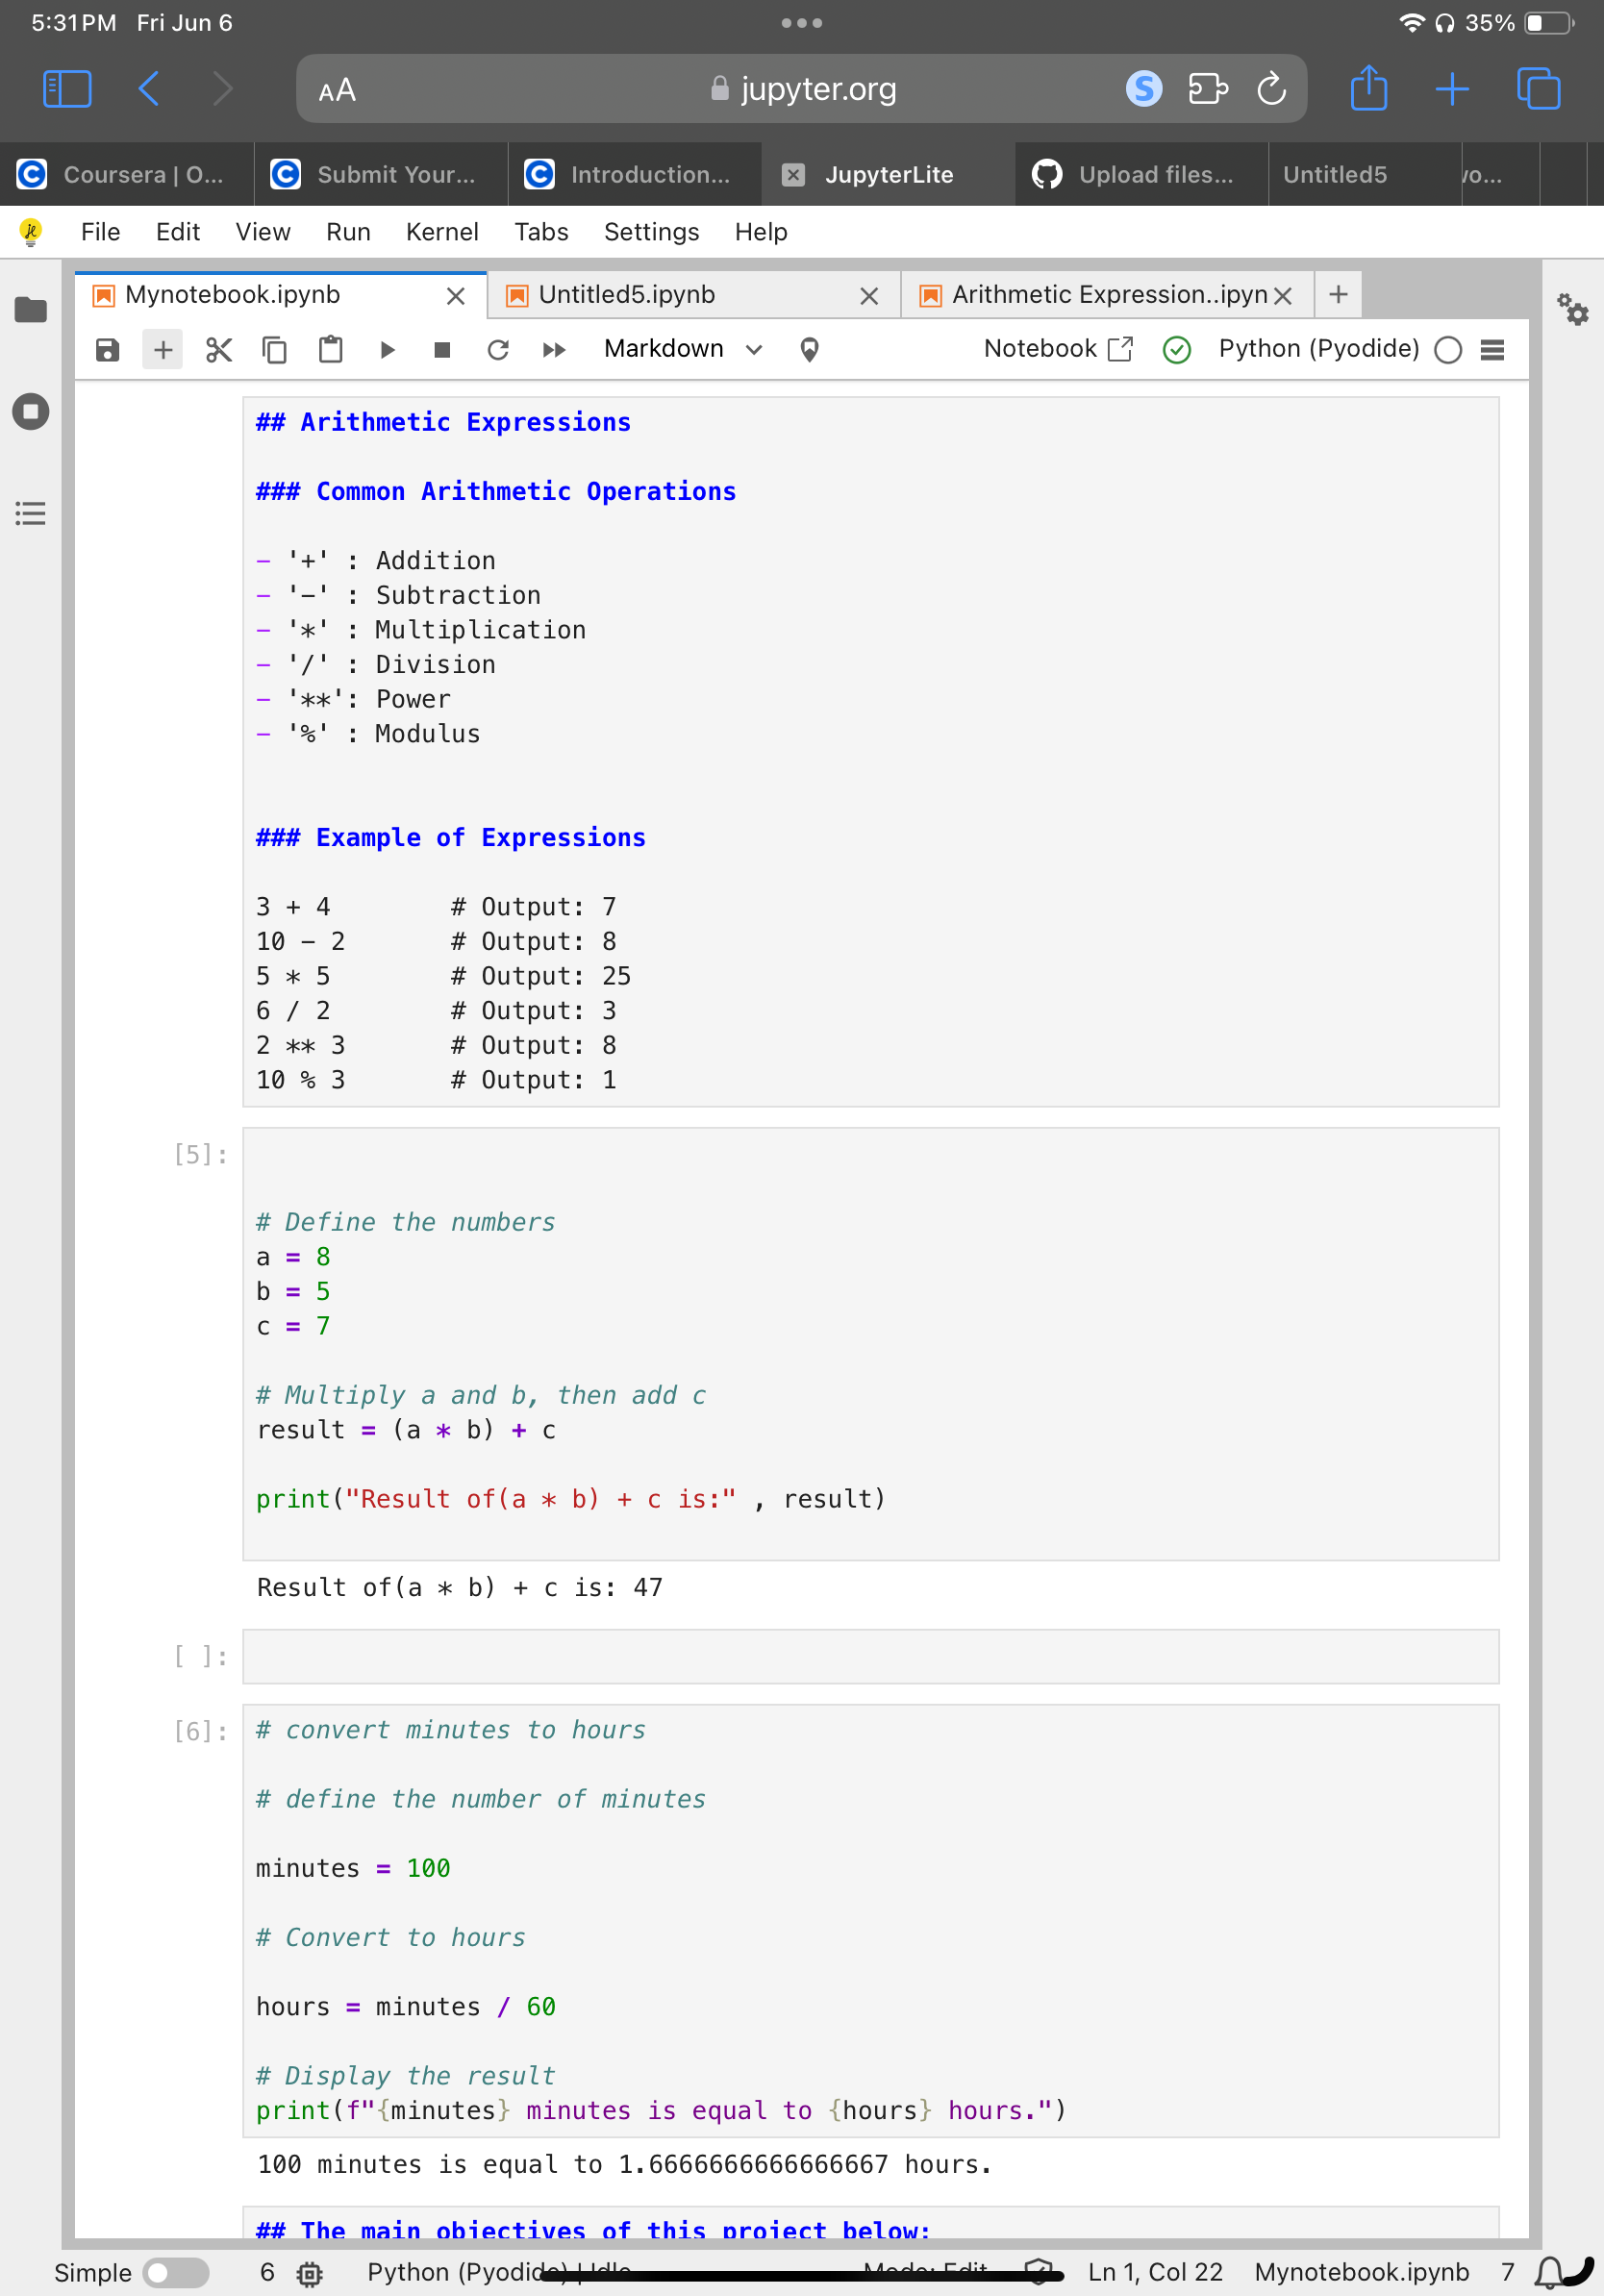 5:31 PM Fri Jun 6
35%
AA
jupyter.org
S
Coursera | O...
Submit Your...
Introduction...
JupyterLite
Upload files...
Untitled5
File Edit View Run Kernel Tabs Settings Help
Mynotebook.ipynb
Untitled5.ipynb
Arithmetic Expression..ipyn
Markdown
Notebook
Python (Pyodide)
## Arithmetic Expressions
### Common Arithmetic Operations
- '+' : Addition
- '-' : Subtraction
- '*' : Multiplication
- '/' : Division
- '**': Power
- '%' : Modulus
### Example of Expressions
3 + 4        # Output: 7
10 - 2       # Output: 8
5 * 5        # Output: 25
6 / 2        # Output: 3
2 ** 3       # Output: 8
10 % 3       # Output: 1
[5]:
# Define the numbers
a = 8
b = 5
c = 7
# Multiply a and b, then add c
result = (a * b) + c
print("Result of(a * b) + c is:" , result)
Result of(a * b) + c is: 47
[ ]:
[6]:
# convert minutes to hours
# define the number of minutes
minutes = 100
# Convert to hours
hours = minutes / 60
# Display the result
print(f"{minutes} minutes is equal to {hours} hours.")
100 minutes is equal to 1.6666666666666667 hours.
## The main objectives of this project below:
Simple
6
Python (Pyodide) | Idle
Mode: Edit
Ln 1, Col 22
Mynotebook.ipynb
7